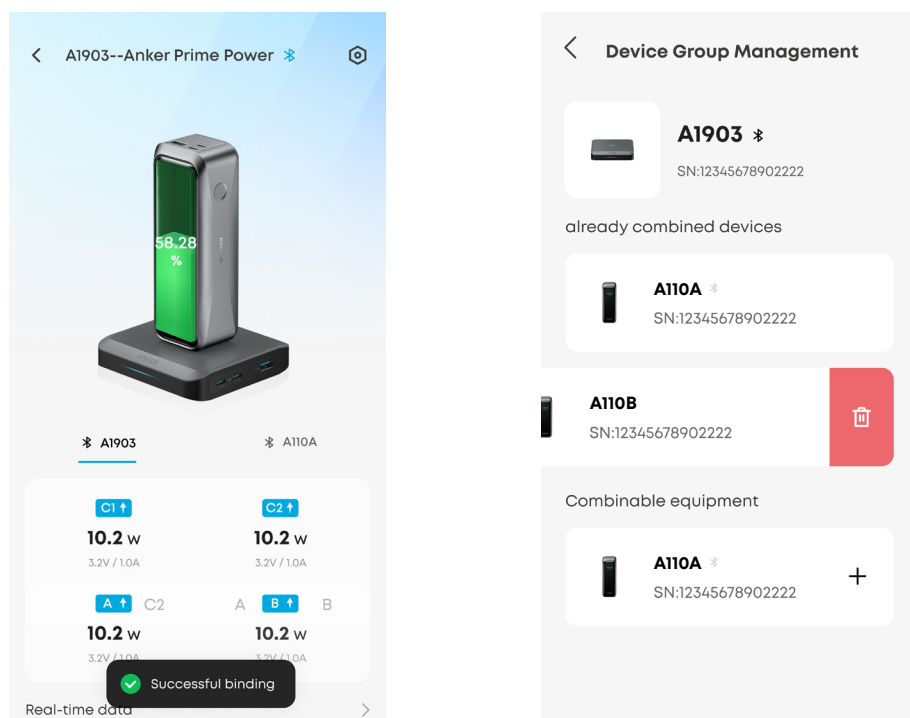 A1903--Anker Prime Power
58.28
%
A1903
A110A
C1
C2
10.2 W
10.2 W
3.2V / 1.0A
3.2V / 1.0A
A C2
A B B
10.2 W
10.2 W
3.2V / 1.0A
3.2V / 1.0A
Successful binding
Real-time data
Device Group Management
A1903
SN:12345678902222
already combined devices
A110A
SN:12345678902222
A110B
SN:12345678902222
Combinable equipment
A110A
SN:12345678902222